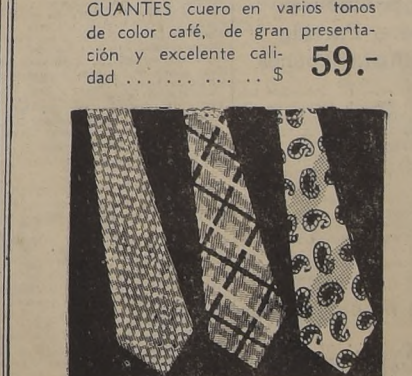 GUANTES cuero en varios tonos
de color café, de gran presenta-
ción y excelente cali-
dad ... ... ... .. $ 59.-